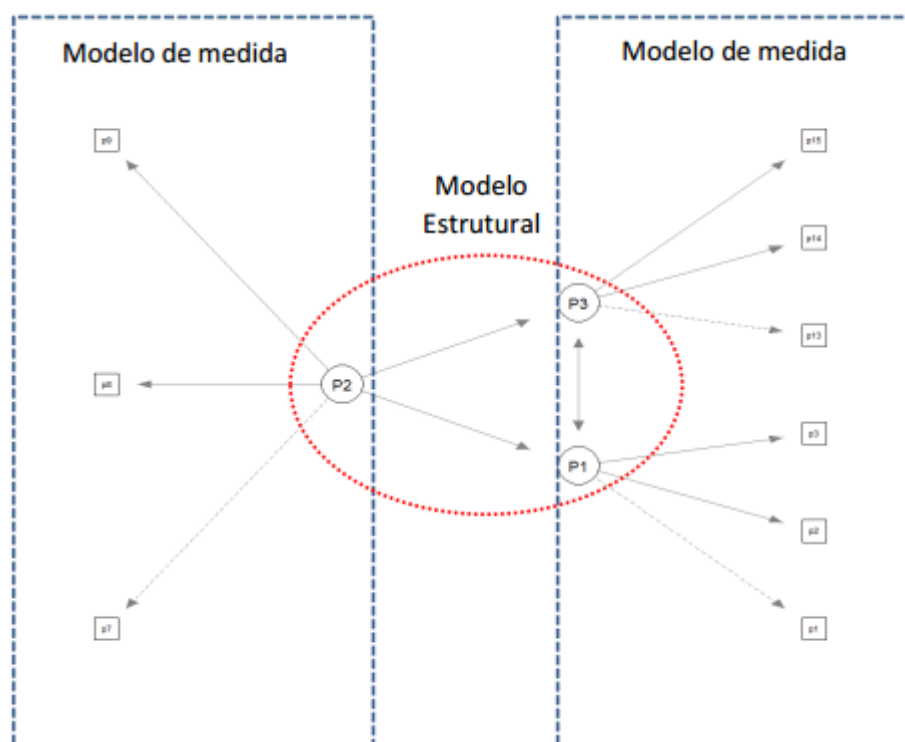 Modelo de medida
Modelo de medida
p9
p15
Modelo
Estrutural
p14
P3
p13
p8
P2
p3
P1
p2
p7
p1